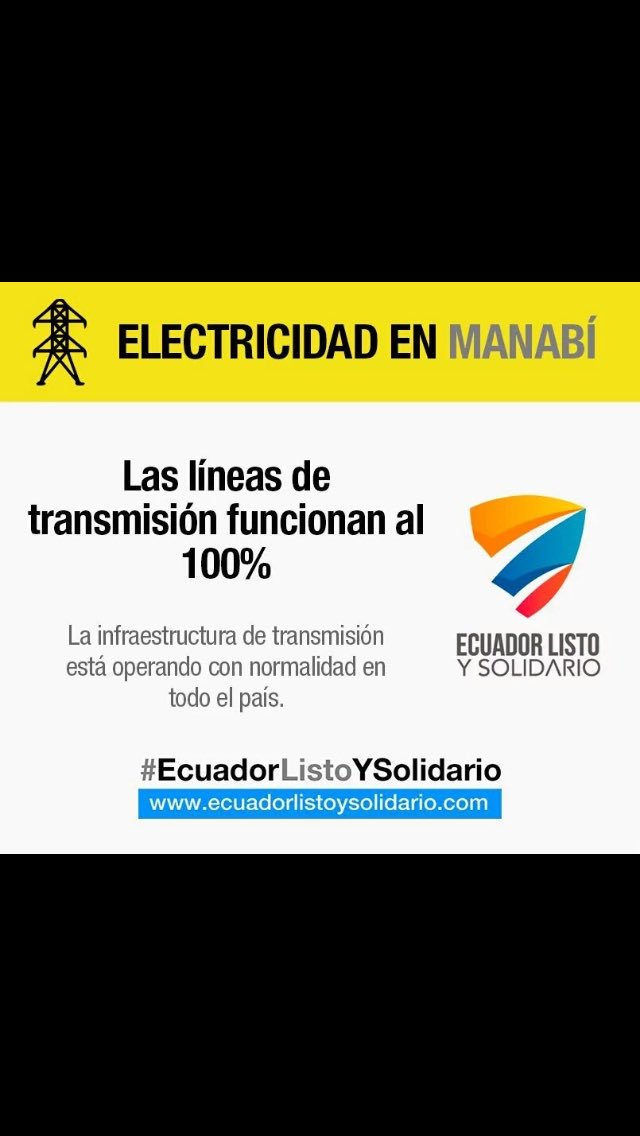 ELECTRICIDAD EN MANABÍ
Las líneas de
transmisión funcionan al
100%
La infraestructura de transmisión
está operando con normalidad en
todo el país.
ECUADOR LISTO
Y SOLIDARIO
#EcuadorListoYSolidario
www.ecuadorlistoysolidario.com